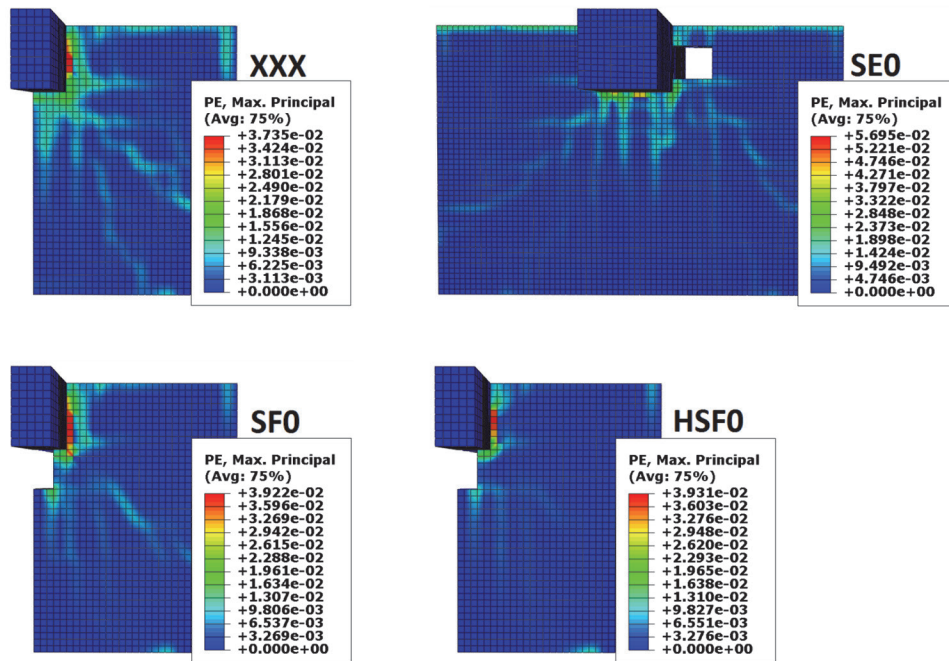 XXX
PE, Max. Principal
(Avg: 75%)
+3.735e-02
+3.424e-02
+3.113e-02
+2.801e-02
+2.490e-02
+2.179e-02
+1.868e-02
+1.556e-02
+1.245e-02
+9.338e-03
+6.225e-03
+3.113e-03
+0.000e+00
SE0
PE, Max. Principal
(Avg: 75%)
+5.695e-02
+5.221e-02
+4.746e-02
+4.271e-02
+3.797e-02
+3.322e-02
+2.848e-02
+2.373e-02
+1.898e-02
+1.424e-02
+9.492e-03
+4.746e-03
+0.000e+00
SF0
PE, Max. Principal
(Avg: 75%)
+3.922e-02
+3.596e-02
+3.269e-02
+2.942e-02
+2.615e-02
+2.288e-02
+1.961e-02
+1.634e-02
+1.307e-02
+9.806e-03
+6.537e-03
+3.269e-03
+0.000e+00
HSF0
PE, Max. Principal
(Avg: 75%)
+3.931e-02
+3.603e-02
+3.276e-02
+2.948e-02
+2.620e-02
+2.293e-02
+1.965e-02
+1.638e-02
+1.310e-02
+9.827e-03
+6.551e-03
+3.276e-03
+0.000e+00